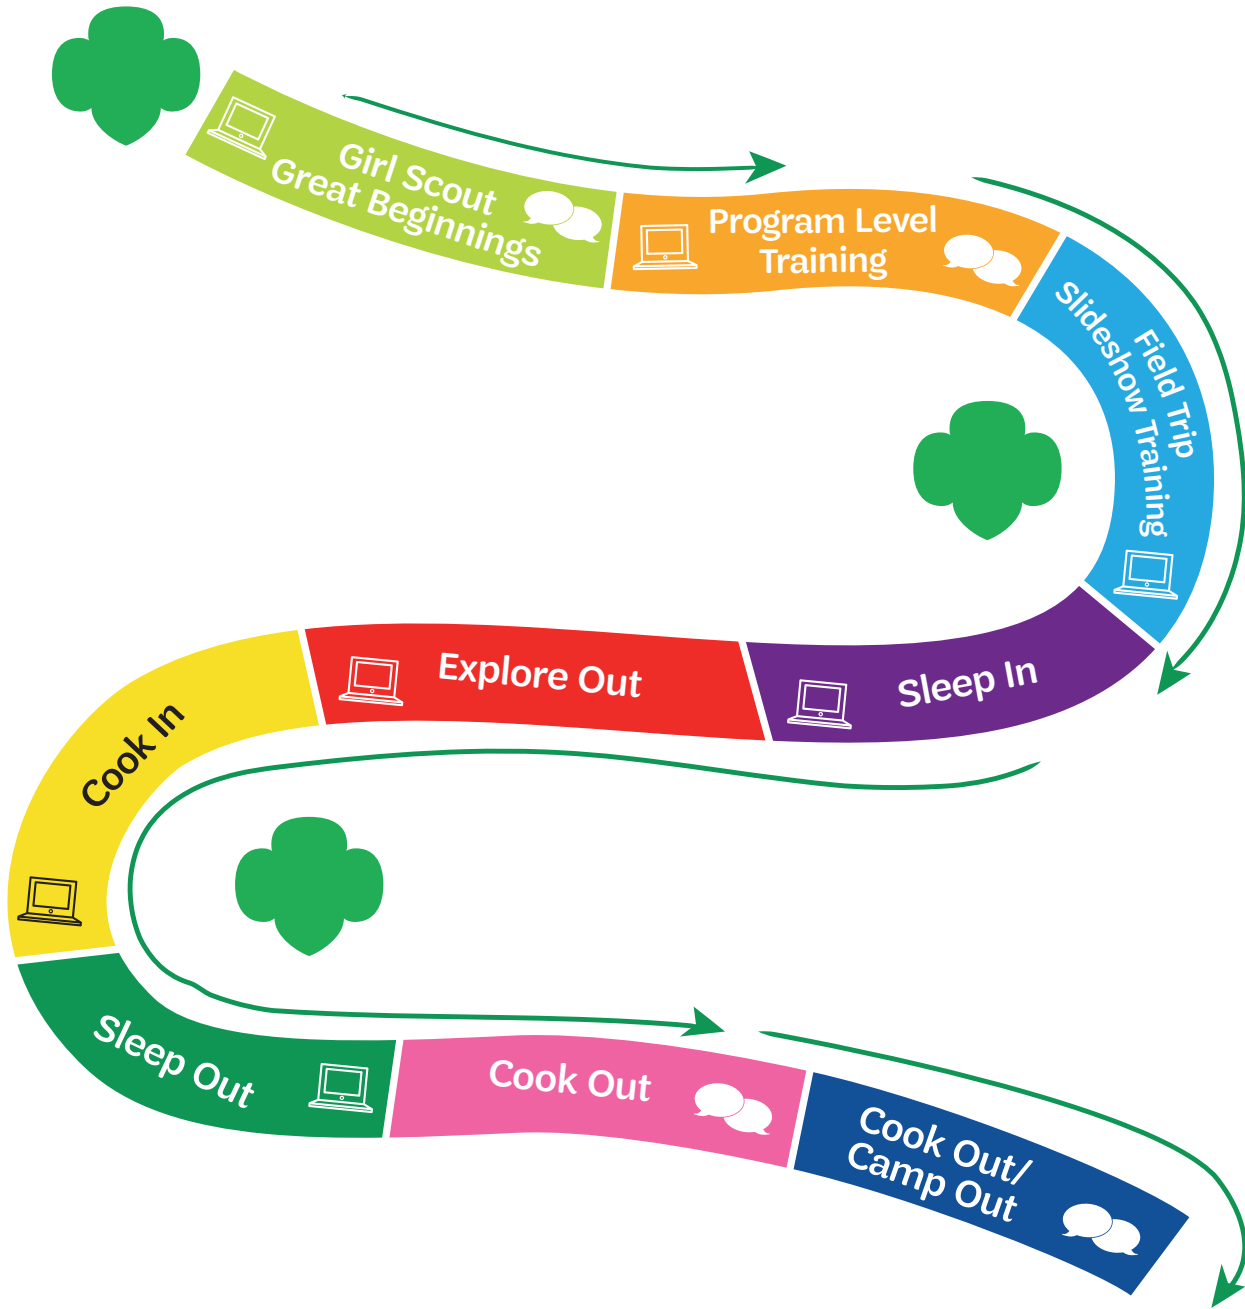 Girl Scout
Great Beginnings
Program Level
Training
Field Trip
Slideshow Training
Sleep In
Explore Out
Cook In
Sleep Out
Cook Out
Cook Out/
Camp Out